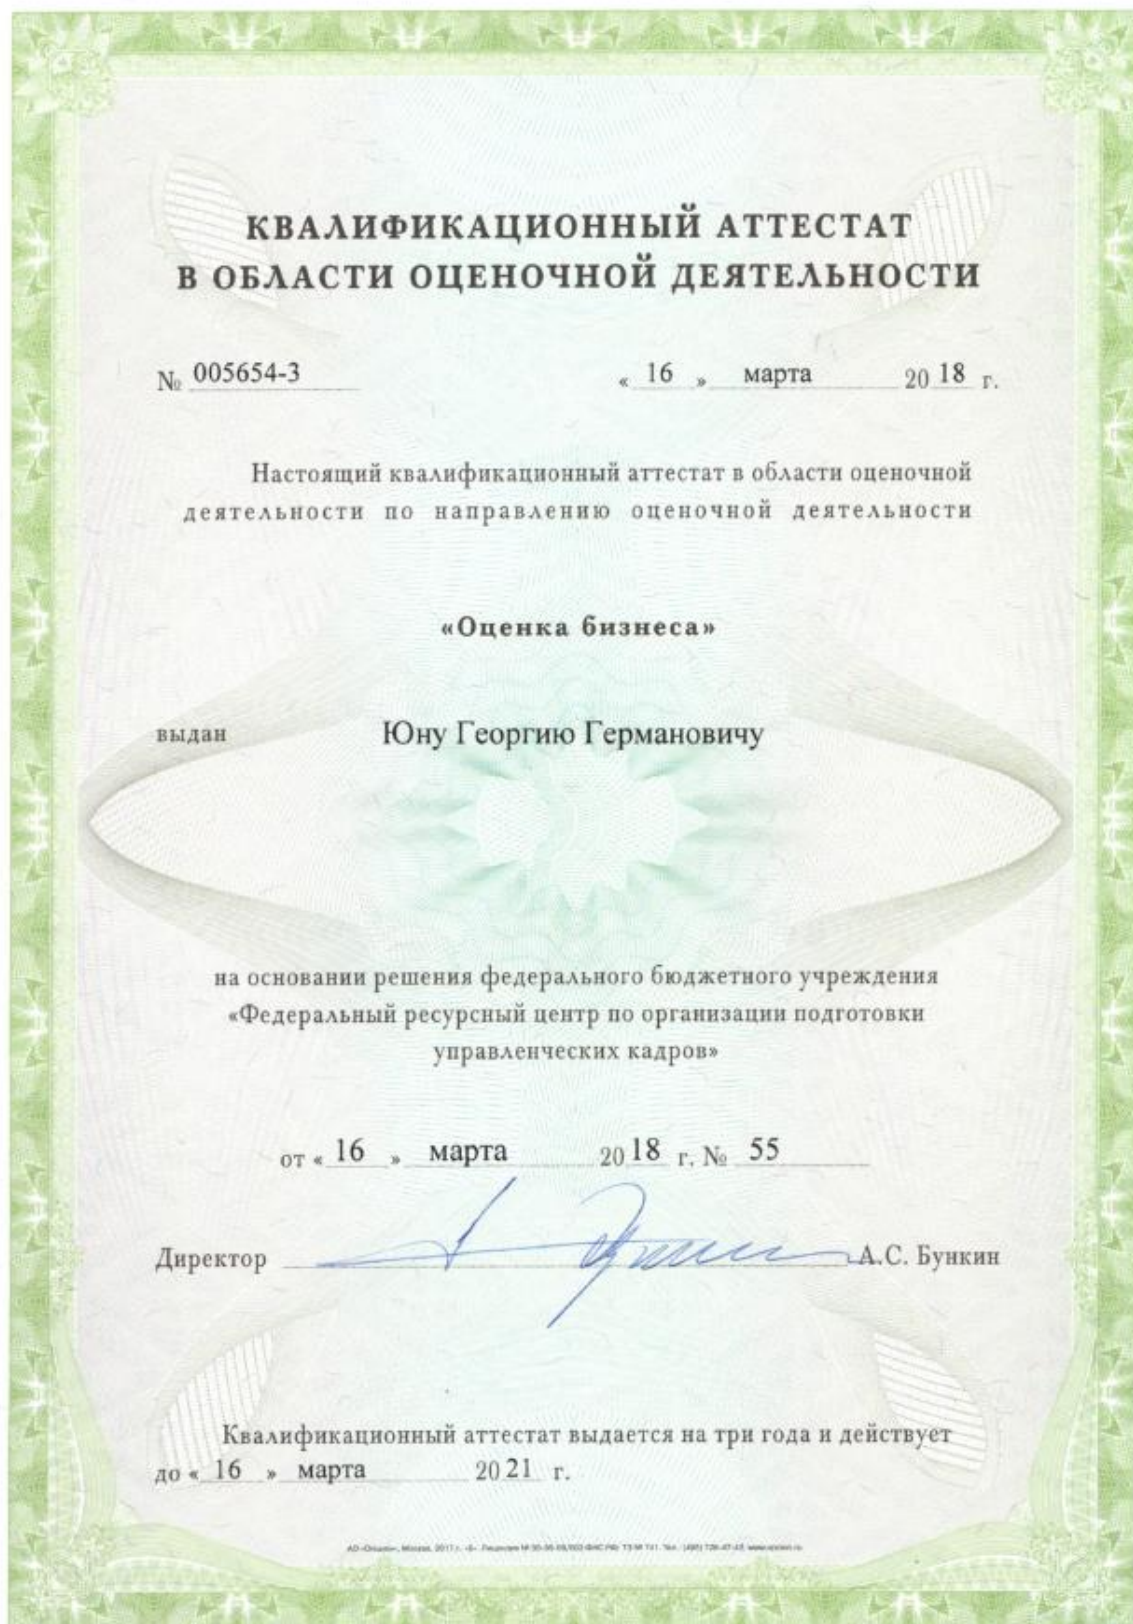 КВАЛИФИКАЦИОННЫЙ АТТЕСТАТ
В ОБЛАСТИ ОЦЕНОЧНОЙ ДЕЯТЕЛЬНОСТИ
№ 005654-3 « 16 » марта 20 18 г.
Настоящий квалификационный аттестат в области оценочной
деятельности по направлению оценочной деятельности
«Оценка бизнеса»
выдан Юну Георгию Германовичу
на основании решения федерального бюджетного учреждения
«Федеральный ресурсный центр по организации подготовки
управленческих кадров»
от « 16 » марта 20 18 г. № 55
Директор А.С. Бункин
Квалификационный аттестат выдается на три года и действует
до « 16 » марта 20 21 г.
Москва, 2017 г.